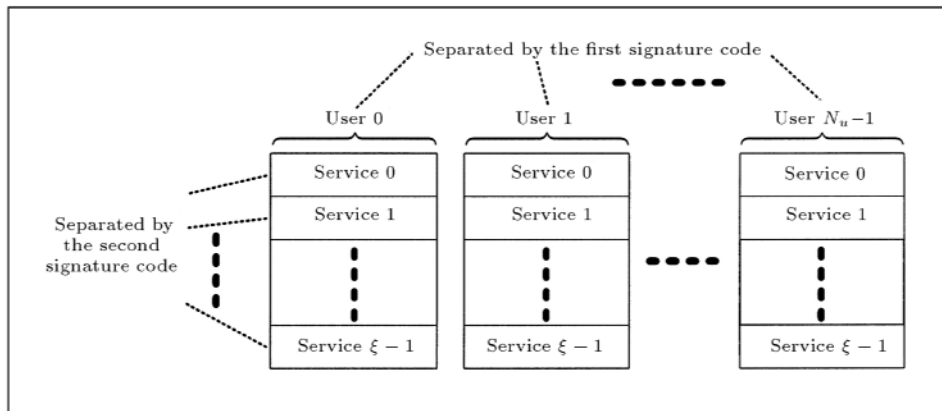 Separated by the first signature code
User 0 User 1 User N_u−1
Service 0 Service 0 Service 0
Service 1 Service 1 Service 1
Separated by
the second
signature code
Service ξ − 1 Service ξ − 1 Service ξ − 1